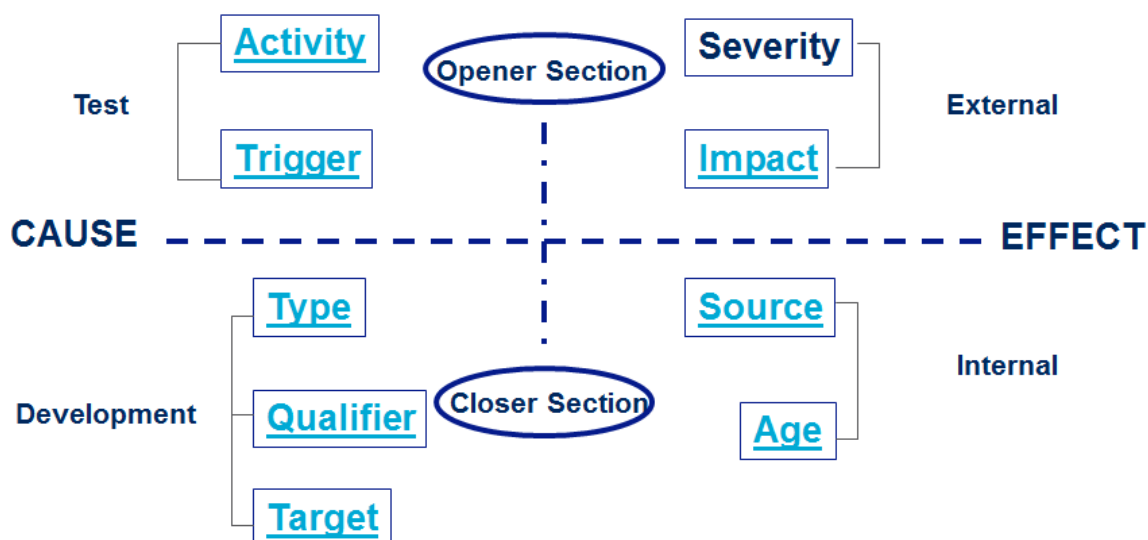 Activity
Opener Section
Severity
Test
External
Trigger
Impact
CAUSE
EFFECT
Type
Source
Internal
Development
Qualifier
Closer Section
Age
Target